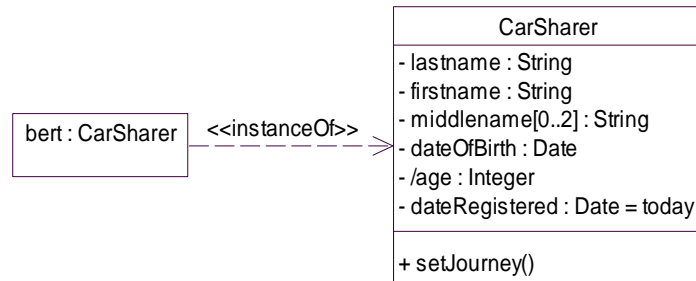 CarSharer
- lastname : String
- firstname : String
- middlename[0..2] : String
- dateOfBirth : Date
- /age : Integer
- dateRegistered : Date = today
+ setJourney()
bert : CarSharer
<<instanceOf>>